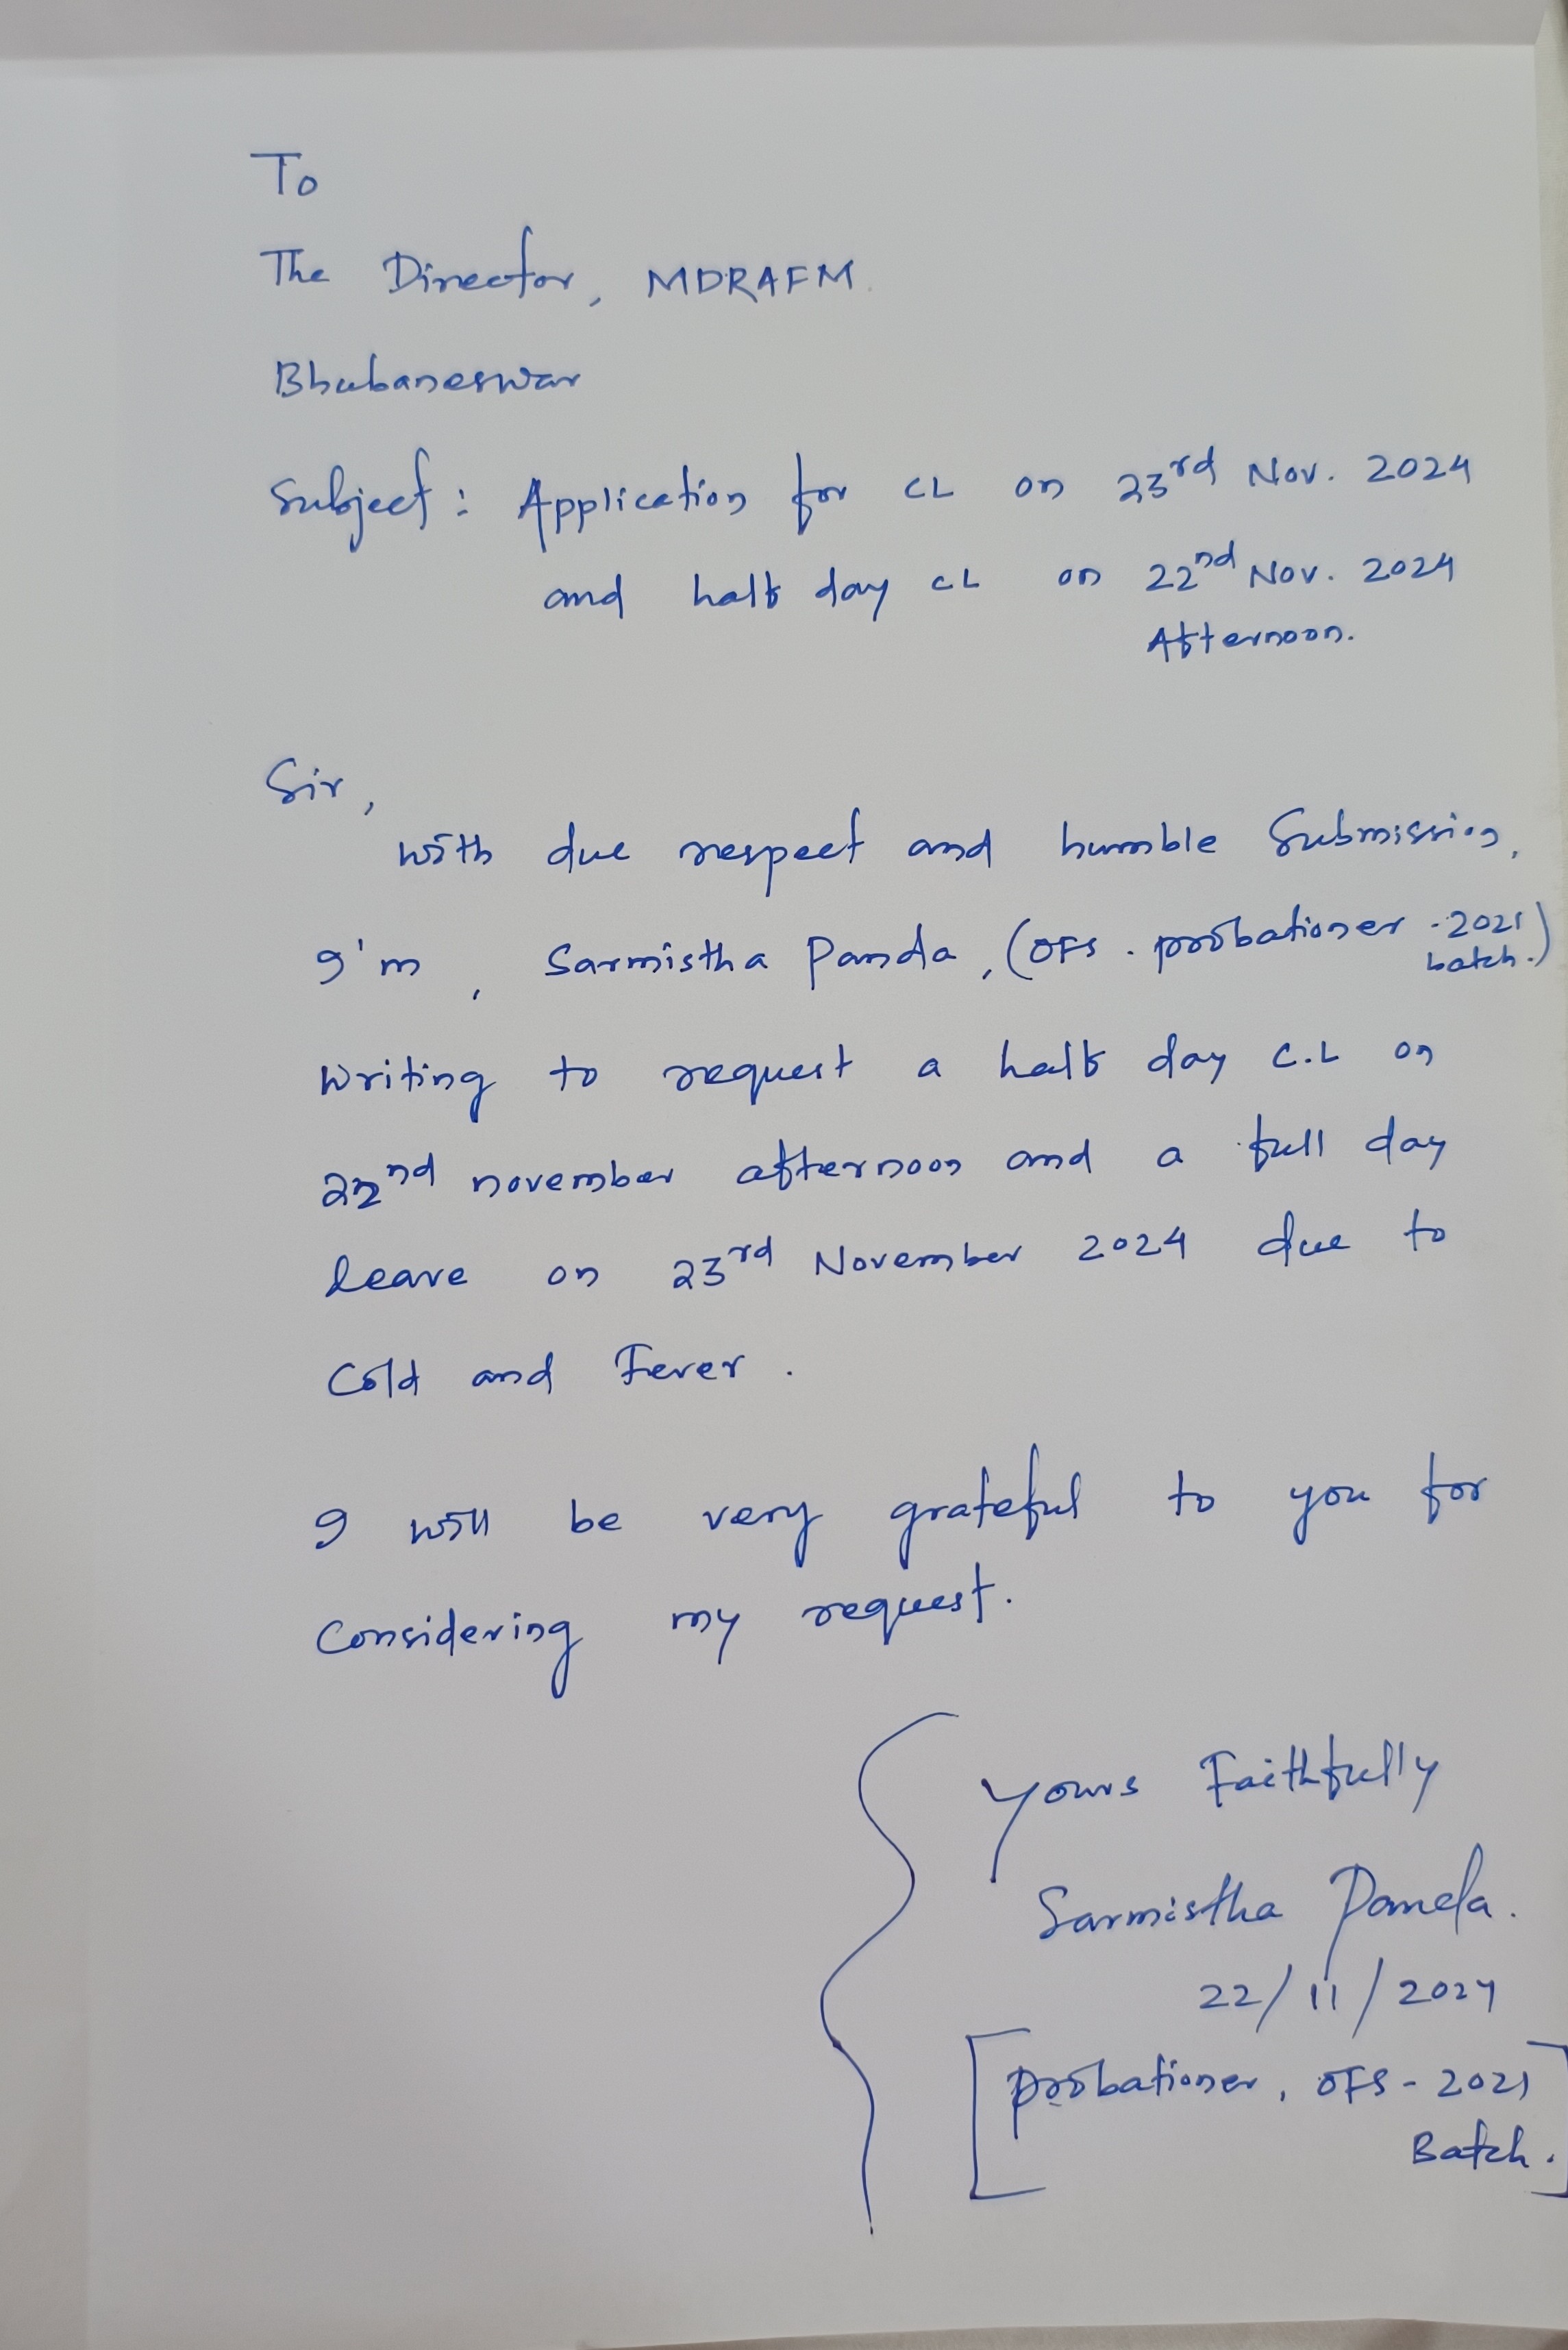 To
The Director, MDRAFM.
Bhubaneswar
Subject: Application for CL on 23rd Nov. 2024
and half day CL on 22nd Nov. 2024
Afternoon.
Sir,
With due respect and humble Submission,
I'm, Sarmistha Panda, (OFS. probationer - 2021
batch.)
Writing to request a half day C.L on
22nd november afternoon and a full day
leave on 23rd November 2024 due to
Cold and Fever.
I will be very grateful to you for
Considering my request.
Yours Faithfully
Sarmistha Panda.
22/11/2024
[Probationer, OFS - 2021
Batch.]